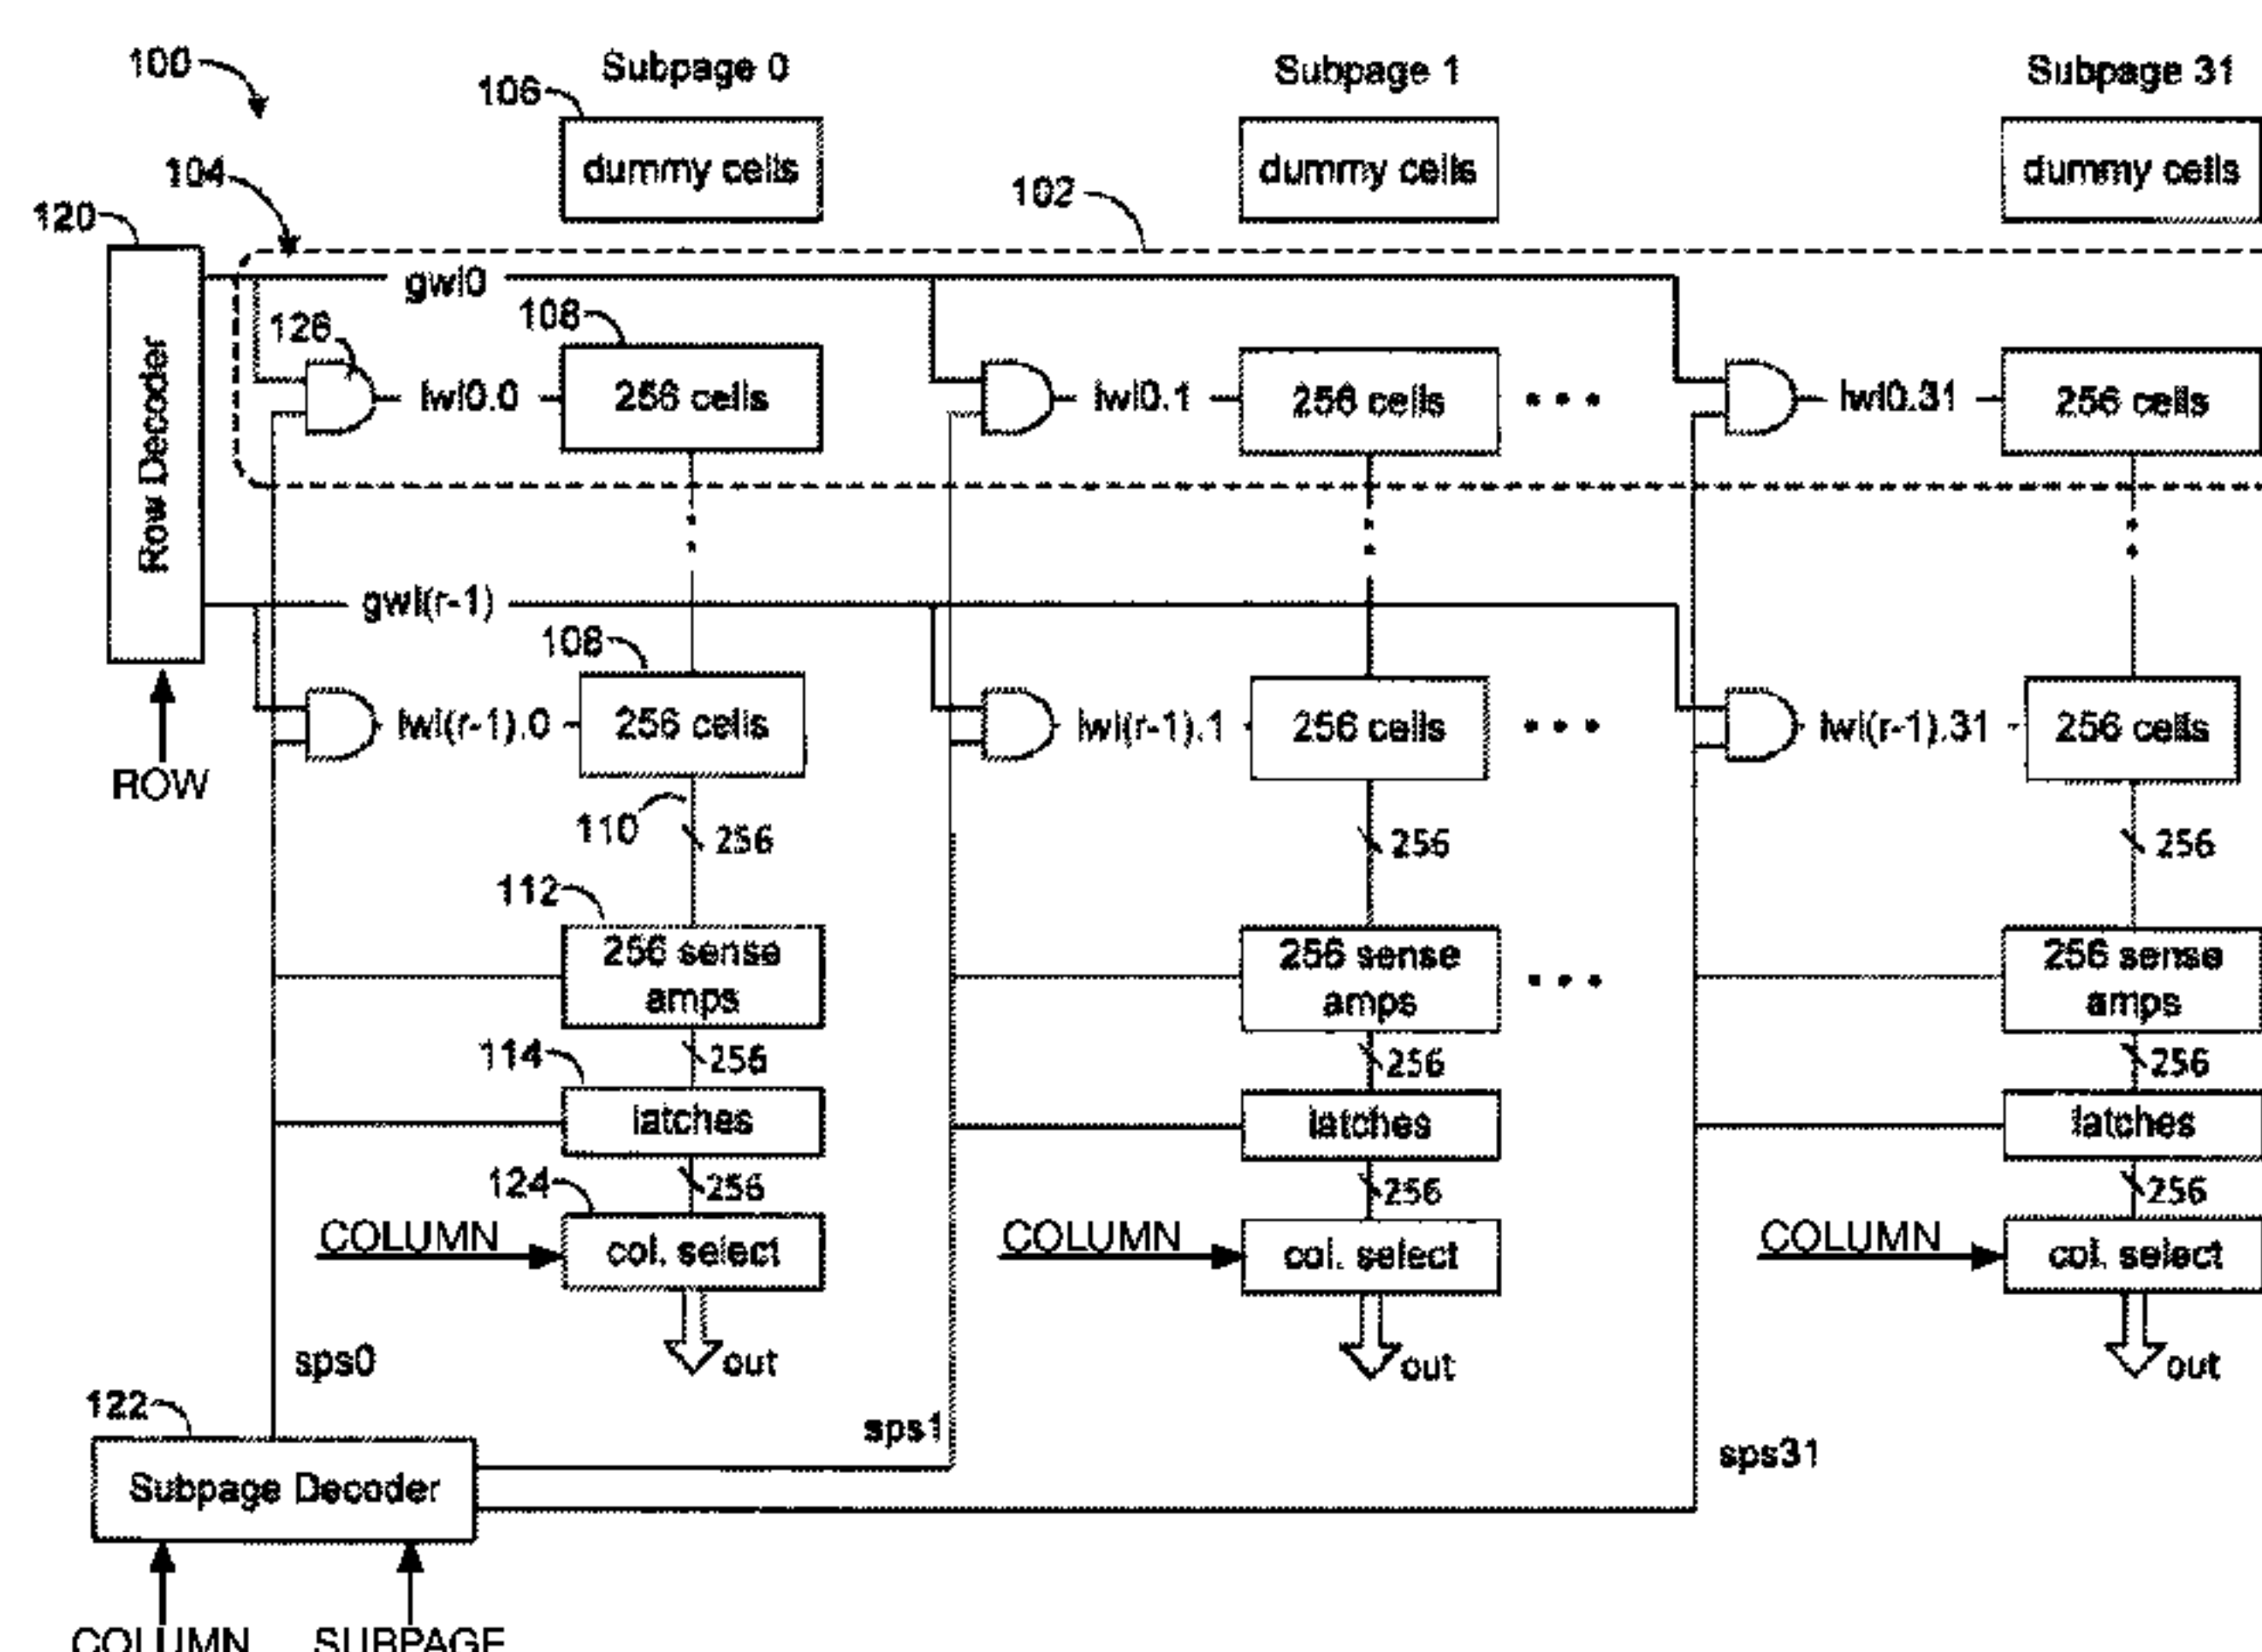 100
Subpage 0
Subpage 1
Subpage 31
106
dummy cells
dummy cells
dummy cells
104
102
120
gwl0
108
126
lwl0.0
256 cells
lwl0.1
256 cells
lwl0.31
256 cells
Row Decoder
gwl(r-1)
108
lwl(r-1).0
256 cells
lwl(r-1).1
256 cells
lwl(r-1).31
256 cells
ROW
110
256
256
256
112
256 sense
amps
256 sense
amps
256 sense
amps
114
256
256
256
latches
latches
latches
124
256
256
256
COLUMN
col. select
COLUMN
col. select
COLUMN
col. select
sps0
out
out
out
122
sps1
sps31
Subpage Decoder
COLUMN
SUBPAGE